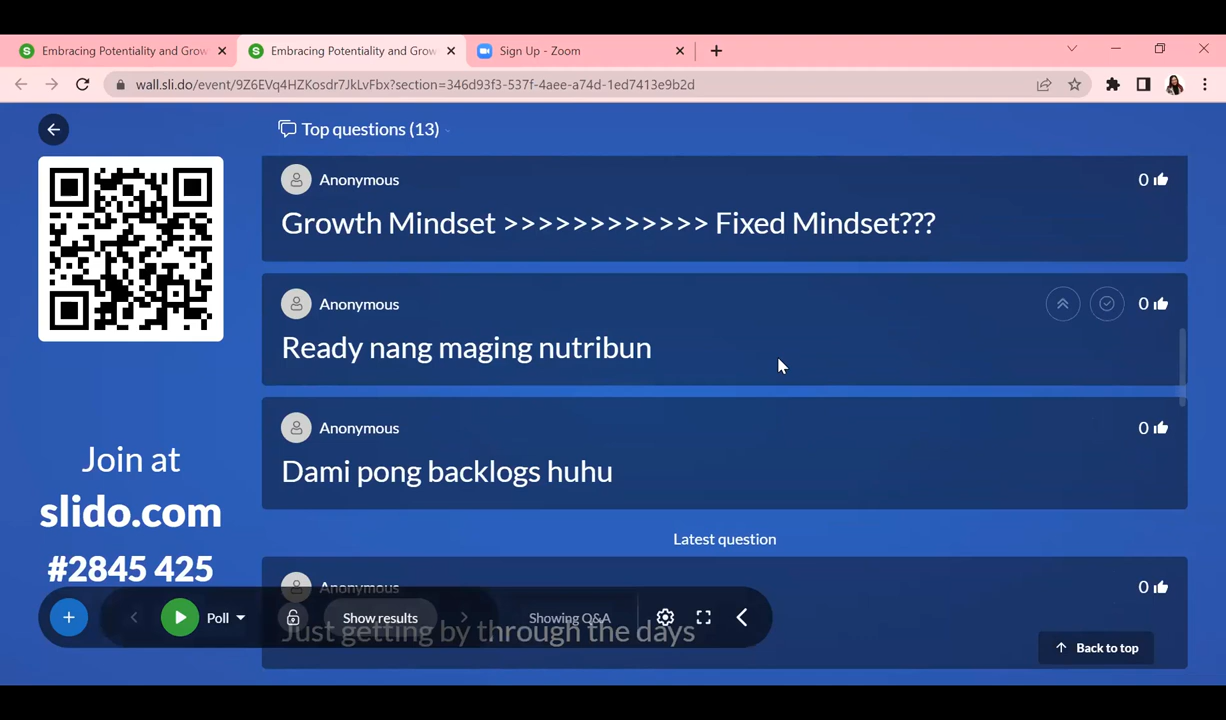 Embracing Potentiality and Grow
Embracing Potentiality and Grow
Sign Up - Zoom
wall.sli.do/event/9Z6EVq4HZKosdr7JkLvFbx?section=346d93f3-537f-4aee-a74d-1ed7413e9b2d
Top questions (13)
Anonymous
0
Growth Mindset >>>>>>>>>>>> Fixed Mindset???
Anonymous
0
Ready nang maging nutribun
Anonymous
0
Dami pong backlogs huhu
Join at
slido.com
#2845 425
Latest question
Anonymous
0
Just getting by through the days
Poll
Show results
Showing Q&A
Back to top